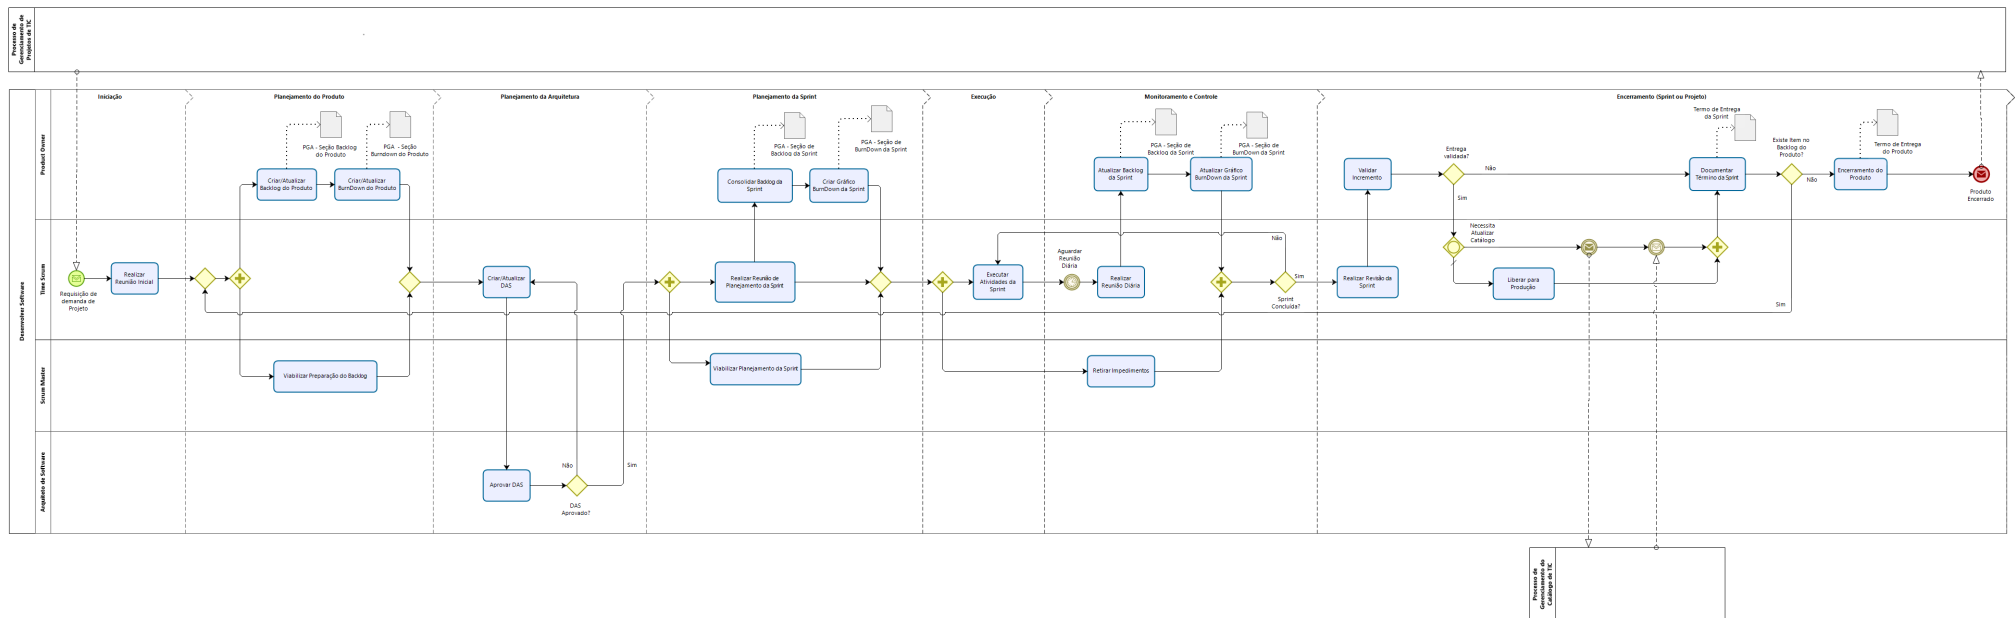 Processo de
Gerenciamento de
Projetos de TIC
Desenvolver Software
Iniciação
Planejamento do Produto
Planejamento da Arquitetura
Planejamento da Sprint
Execução
Monitoramento e Controle
Encerramento (Sprint ou Projeto)
Product Owner
PGA - Seção Backlog
do Produto
PGA - Seção
Burndown do Produto
Criar/Atualizar
Backlog do Produto
Criar/Atualizar
BurnDown do Produto
PGA - Seção de
Backlog da Sprint
PGA - Seção de
BurnDown da Sprint
Consolidar Backlog da
Sprint
Criar Gráfico
BurnDown da Sprint
PGA - Seção de
Backlog da Sprint
PGA - Seção de
BurnDown da Sprint
Atualizar Backlog
da Sprint
Atualizar Gráfico
BurnDown da Sprint
Validar
Incremento
Entrega
validada?
Não
Sim
Termo de Entrega
da Sprint
Documentar
Término da Sprint
Existe Item no
Backlog do
Produto?
Não
Termo de Entrega
do Produto
Encerramento do
Produto
Produto
Encerrado
Time Scrum
Requisição de
demanda de
Projeto
Realizar
Reunião Inicial
Criar/Atualizar
DAS
Realizar Reunião de
Planejamento da Sprint
Executar
Atividades da
Sprint
Aguardar
Reunião
Diária
Realizar
Reunião Diária
Não
Sim
Sprint
Concluída?
Realizar Revisão da
Sprint
Necessita
Atualizar
Catálogo
Liberar para
Produção
Sim
Scrum Master
Viabilizar Preparação do Backlog
Viabilizar Planejamento da Sprint
Retirar Impedimentos
Arquiteto de Software
Aprovar DAS
Não
Sim
DAS
Aprovado?
Processo de
Gerenciamento do
Catálogo de TIC